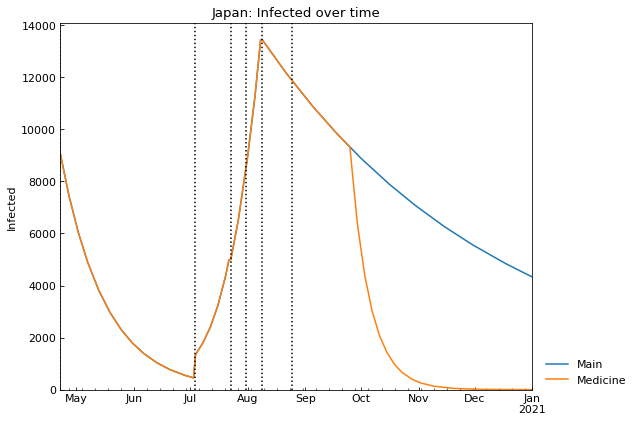 Japan: Infected over time
14000
12000
10000
8000
6000
4000
2000
0
Infected
May Jun Jul Aug Sep Oct Nov Dec Jan
2021
Main
Medicine